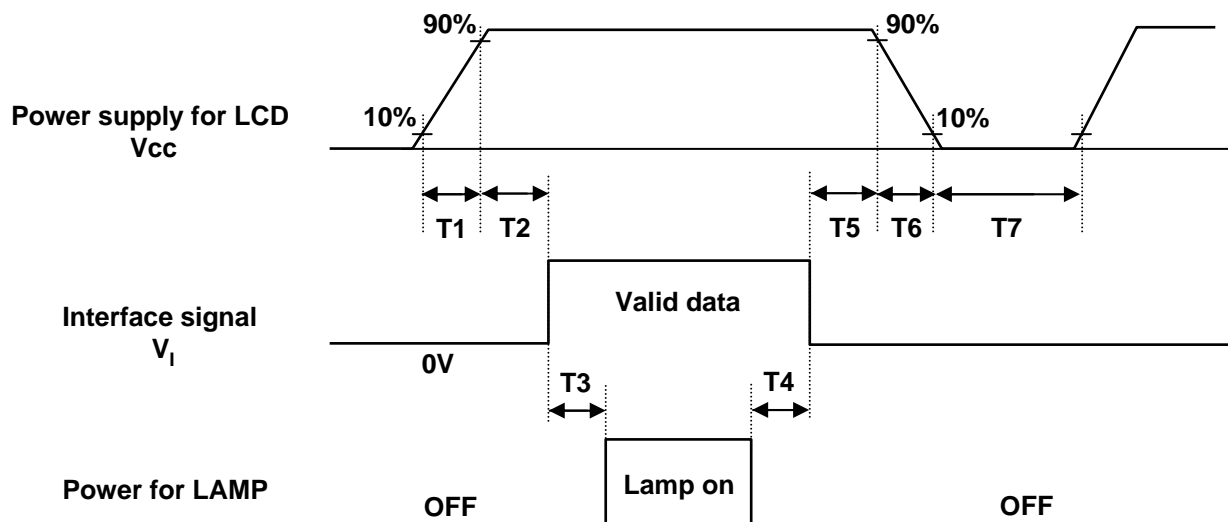 90%
90%
Power supply for LCD
Vcc
10%
10%
T1
T2
T5
T6
T7
Interface signal
V_I
Valid data
0V
T3
T4
Power for LAMP
OFF
Lamp on
OFF